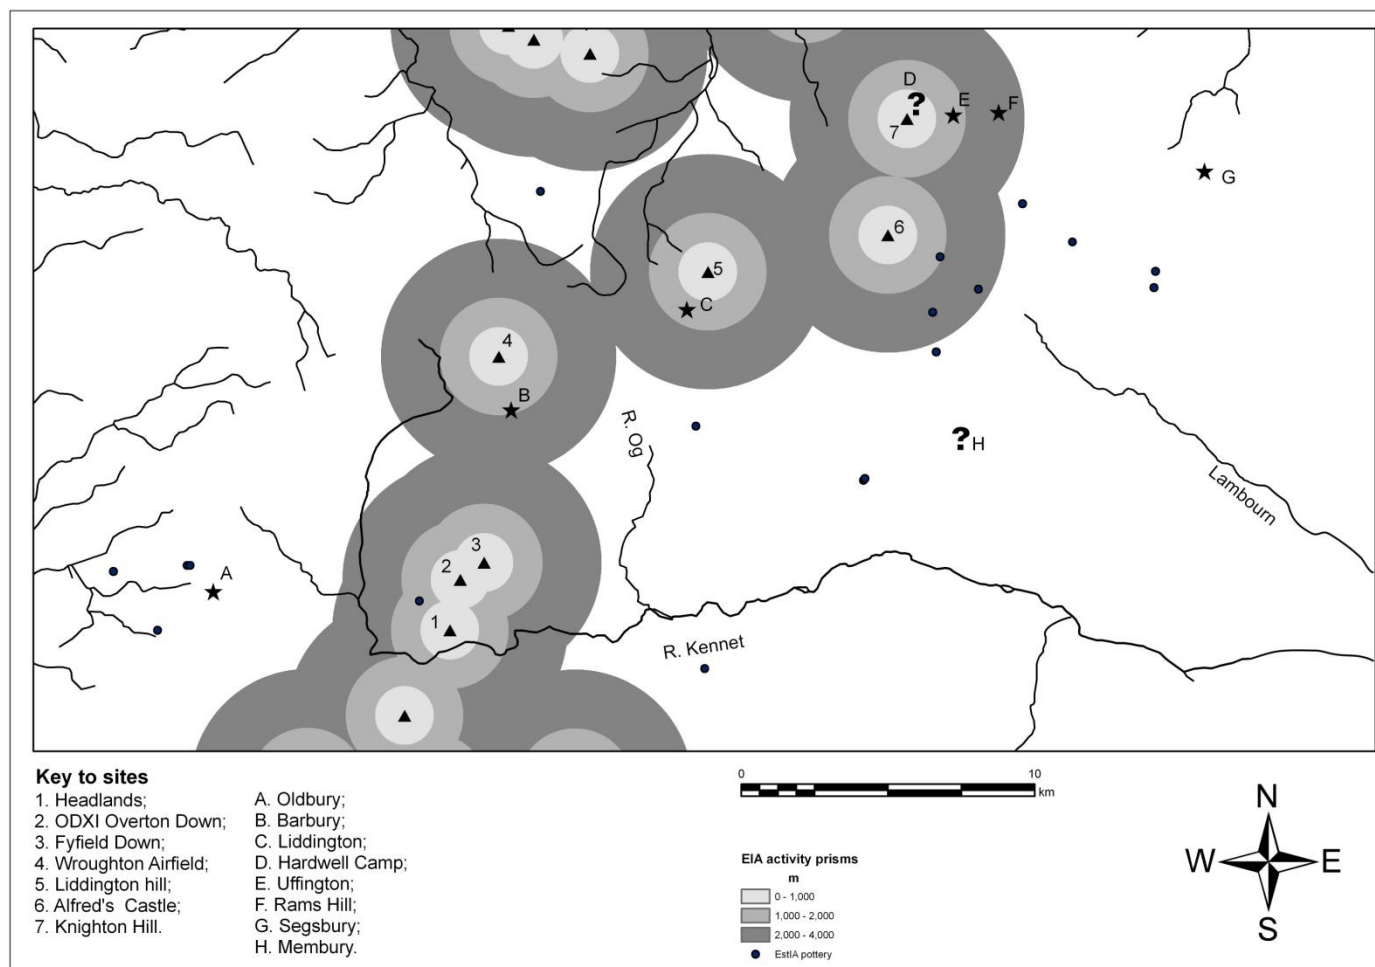 D
?
E
F
7
G
6
5
C
4
B
R. Og
?H
Lambourn
3
A
2
1
R. Kennet
Key to sites
1. Headlands;
2. ODXI Overton Down;
3. Fyfield Down;
4. Wroughton Airfield;
5. Liddington hill;
6. Alfred's Castle;
7. Knighton Hill.
A. Oldbury;
B. Barbury;
C. Liddington;
D. Hardwell Camp;
E. Uffington;
F. Rams Hill;
G. Segsbury;
H. Membury.
0 10
km
EIA activity prisms
m
0 - 1,000
1,000 - 2,000
2,000 - 4,000
EstIA pottery
N
W E
S